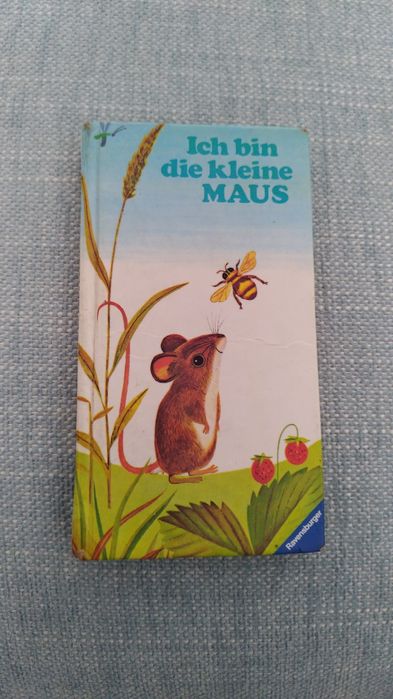 Ich bin
die kleine
MAUS
Ravensburger